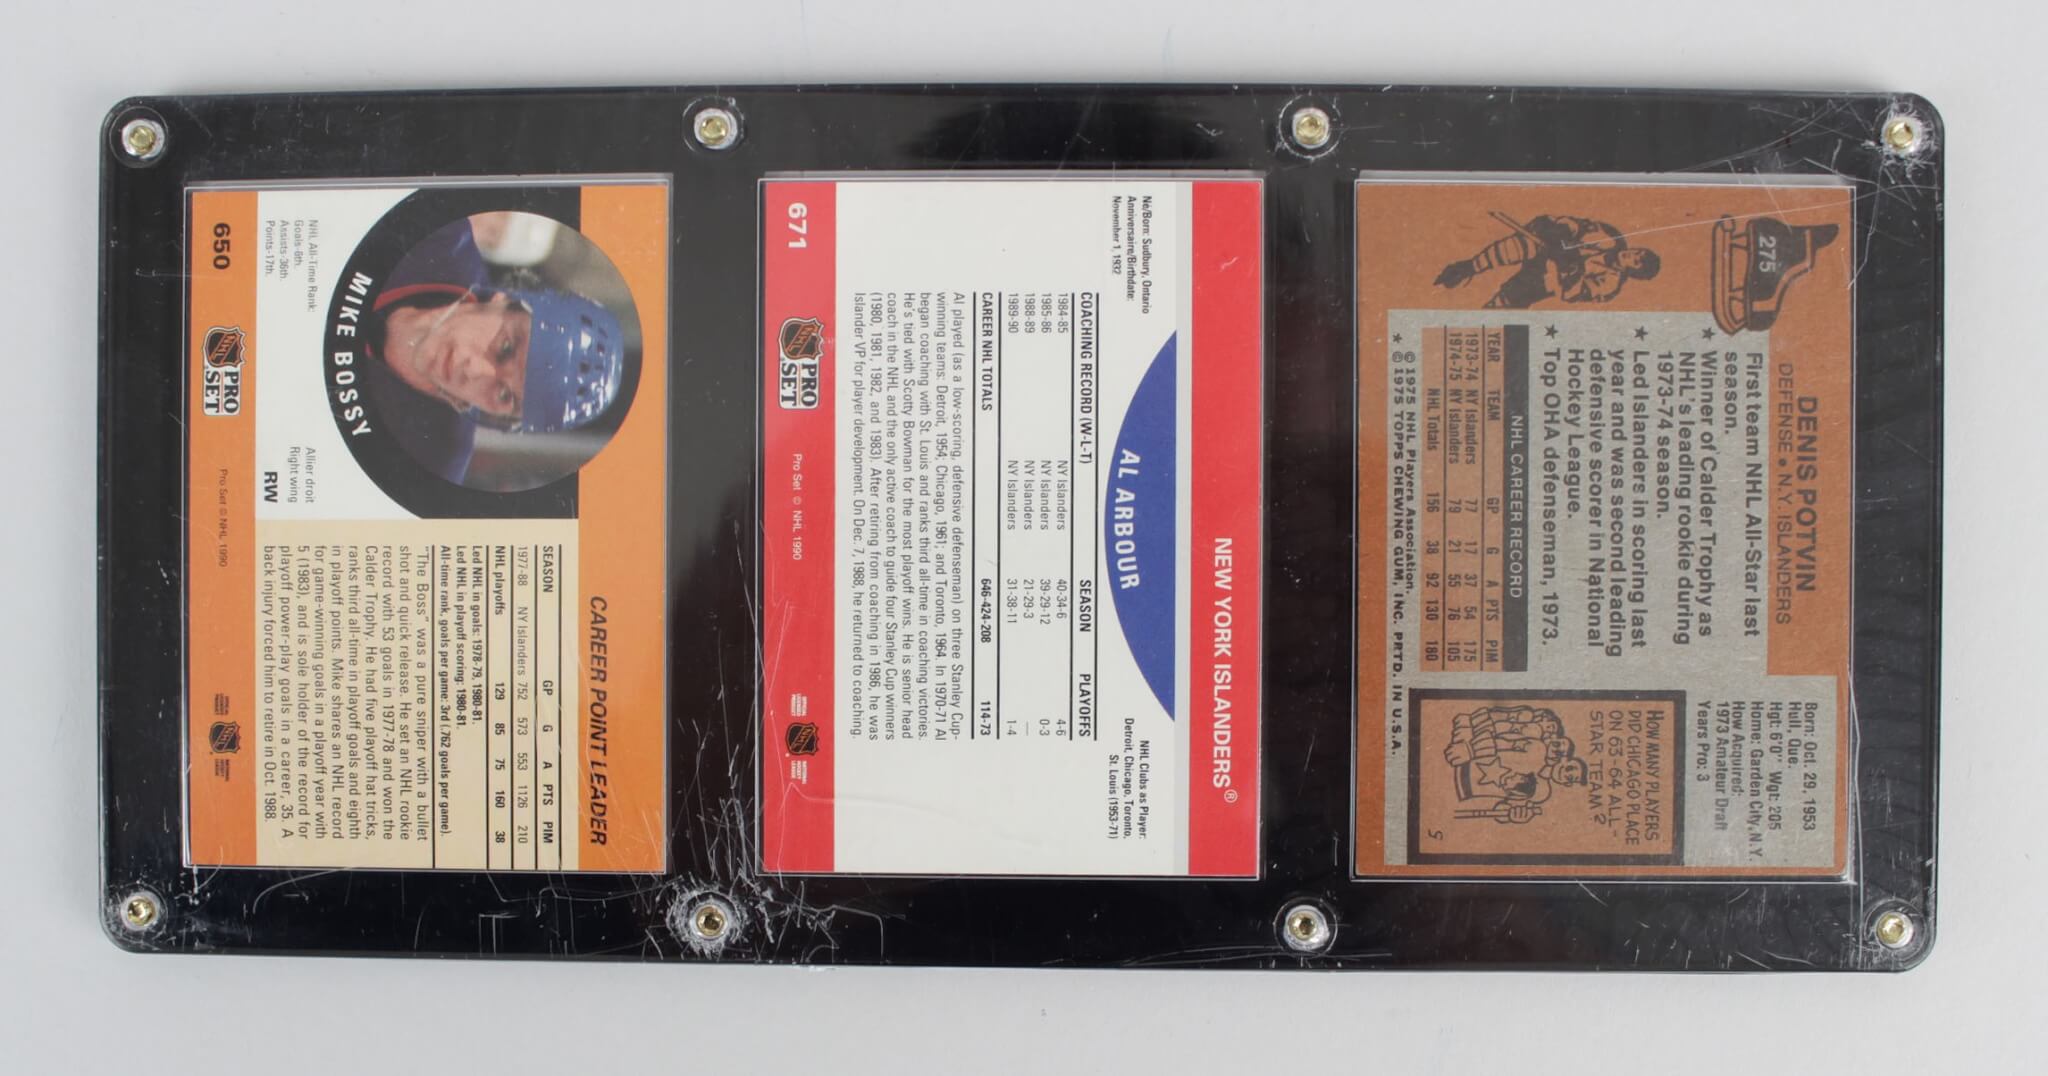 CAREER POINT LEADER
MIKE BOSSY
NHL All-Time Rank:
Goals-6th.
Assists-36th.
Points-17th.
Allier droit
Right wing
RW
SEASON GP G A PTS PIM
1977-88 NY Islanders 752 573 553 1126 210
NHL playoffs 129 85 75 160 38
Led NHL in goals: 1978-79, 1980-81.
Led NHL in playoff scoring: 1980-81.
All-time rank, goals per game: 3rd (.762 goals per game).
"The Boss" was a pure sniper with a bullet
shot and quick release. He set an NHL rookie
record with 53 goals in 1977-78 and won the
Calder Trophy. He had five playoff hat tricks,
ranks third all-time in playoff goals and eighth
in playoff points. Mike shares an NHL record
for game-winning goals in a playoff year with
5 (1983), and is sole holder of the record for
playoff power-play goals in a career, 35. A
back injury forced him to retire in Oct. 1988.
650
NHL
PRO
SET
Pro Set © NHL 1990
NEW YORK ISLANDERS®
AL ARBOUR
Né/Born: Sudbury, Ontario
Anniversaire/Birthdate:
November 1, 1932
NHL Clubs as Player:
Detroit, Chicago, Toronto,
St. Louis (1953-71)
COACHING RECORD (W-L-T) SEASON PLAYOFFS
1984-85 NY Islanders 40-34-6 4-6
1985-86 NY Islanders 39-29-12 0-3
1988-89 NY Islanders 21-29-3 —
1989-90 NY Islanders 31-38-11 1-4
CAREER NHL TOTALS 646-424-208 114-73
Al played (as a low-scoring, defensive defenseman) on three Stanley Cup-
winning teams: Detroit, 1954; Chicago, 1961; and Toronto, 1964. In 1970-71 Al
began coaching with St. Louis and ranks third all-time in coaching victories.
He's tied with Scotty Bowman for the most playoff wins. He is senior head
coach in the NHL and the only active coach to guide four Stanley Cup winners
(1980, 1981, 1982, and 1983). After retiring from coaching in 1986, he was
Islander VP for player development. On Dec. 7, 1988, he returned to coaching.
671
NHL
PRO
SET
Pro Set © NHL 1990
OFFICIAL
LICENSED
PRODUCT
NATIONAL
HOCKEY
LEAGUE
275
DENIS POTVIN
DEFENSE • N.Y. ISLANDERS
Born: Oct. 29, 1953
Hull, Que.
Hgt: 6'0" Wgt: 205
Home: Garden City, N.Y.
How Acquired:
1973 Amateur Draft
Years Pro: 3
First team NHL All-Star last
season.
★ Winner of Calder Trophy as
NHL's leading rookie during
1973-74 season.
★ Led Islanders in scoring last
year and was second leading
defensive scorer in National
Hockey League.
★ Top OHA defenseman, 1973.
NHL CAREER RECORD
YEAR TEAM GP G A PTS PIM
1973-74 NY Islanders 77 17 37 54 175
1974-75 NY Islanders 79 21 55 76 105
NHL Totals 156 38 92 130 180
© 1975 NHL Players Association.
★ © 1975 TOPPS CHEWING GUM, INC. PRTD. IN U.S.A.
HOW MANY PLAYERS
DID CHICAGO PLACE
ON 63-64 ALL-
STAR TEAM?
5